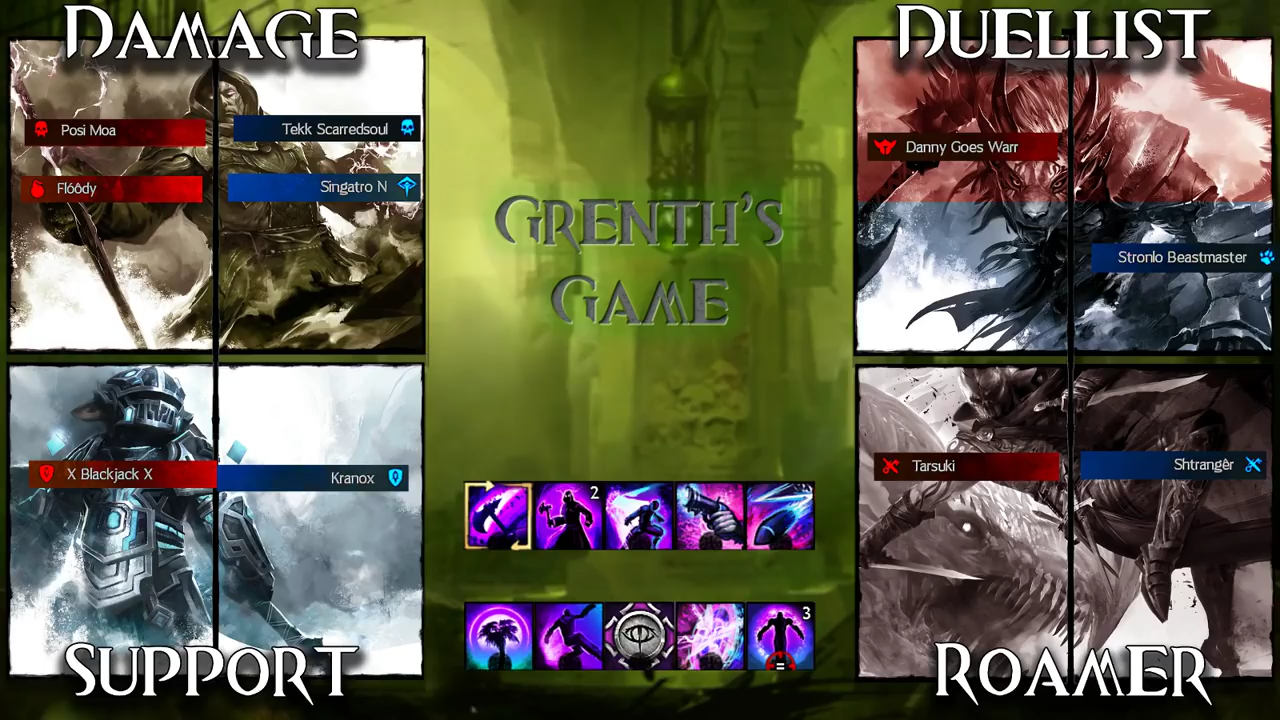 DAMAGE
DUELLIST
Posi Moa
Tekk Scarredsoul
Flóôdy
Singatro N
Danny Goes Warr
Stronlo Beastmaster
GRENTH'S
GAME
X Blackjack X
Kranox
Tarsuki
Shtrangêr
2
3
SUPPORT
ROAMER